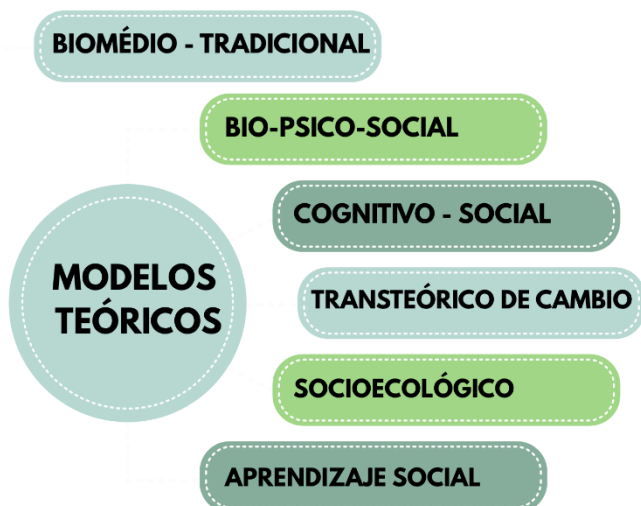 BIOMÉDIO - TRADICIONAL
BIO-PSICO-SOCIAL
COGNITIVO - SOCIAL
MODELOS
TEÓRICOS
TRANSTEÓRICO DE CAMBIO
SOCIOECOLÓGICO
APRENDIZAJE SOCIAL